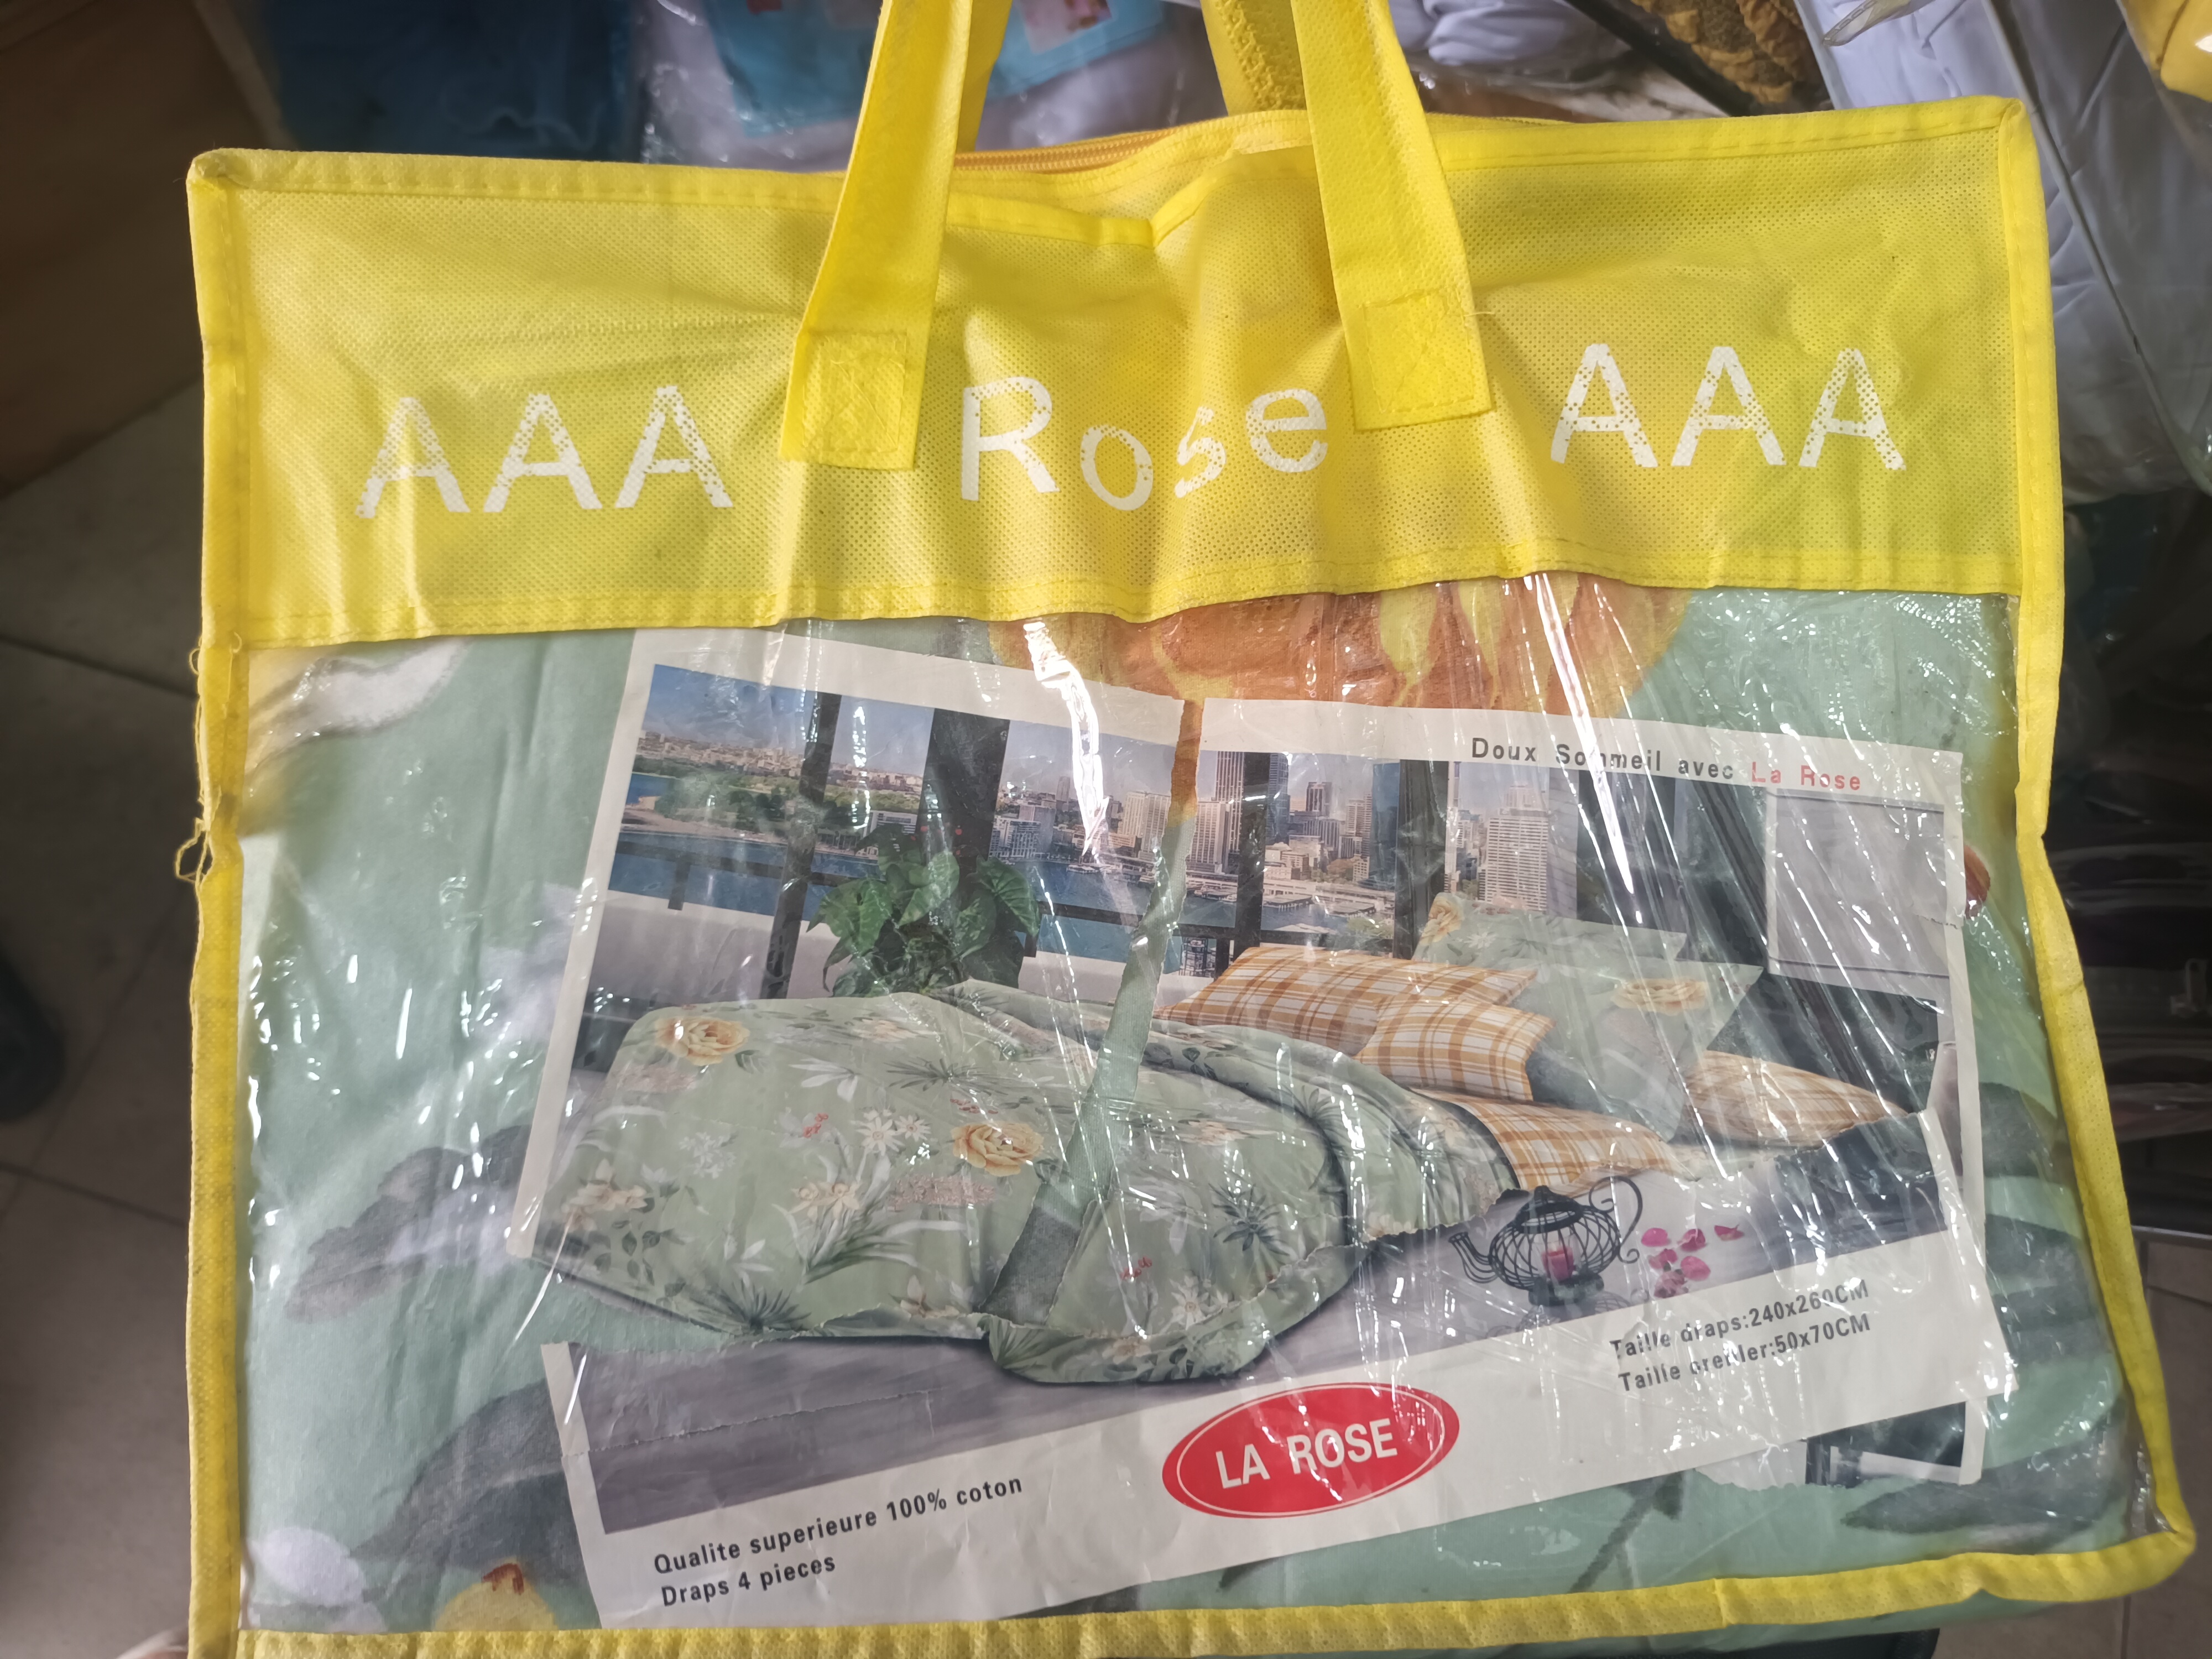 AAA Rose AAA
Doux Sommeil avec La Rose
Taille draps:240x260CM
Taille oreiller:50x70CM
LA ROSE
Qualite superieure 100% coton
Draps 4 pieces